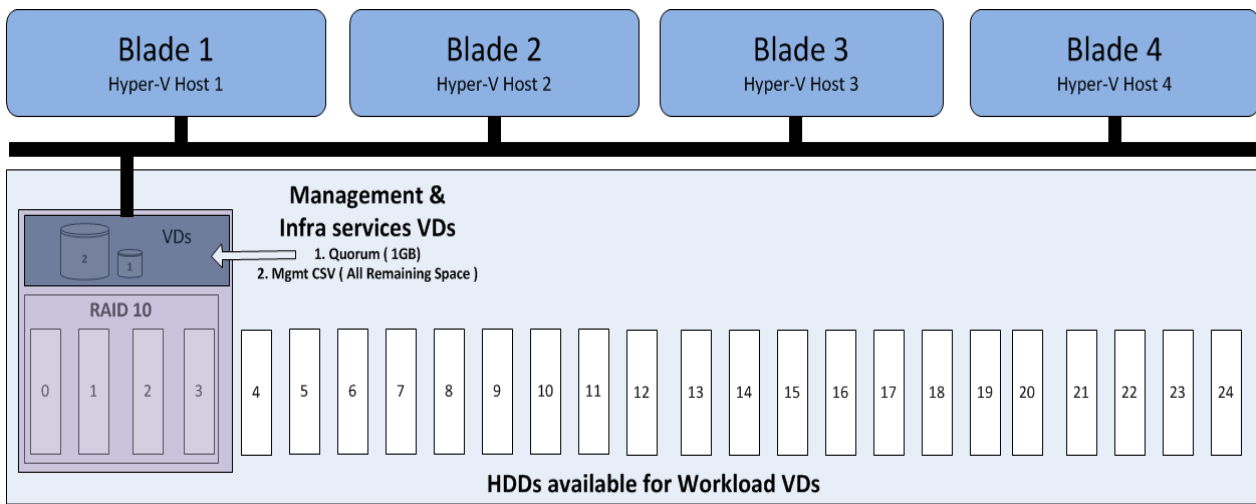 Blade 1
Hyper-V Host 1
Blade 2
Hyper-V Host 2
Blade 3
Hyper-V Host 3
Blade 4
Hyper-V Host 4
Management &
Infra services VDs
1. Quorum ( 1GB)
2. Mgmt CSV ( All Remaining Space )
VDs
2
1
RAID 10
0 1 2 3 4 5 6 7 8 9 10 11 12 13 14 15 16 17 18 19 20 21 22 23 24
HDDs available for Workload VDs